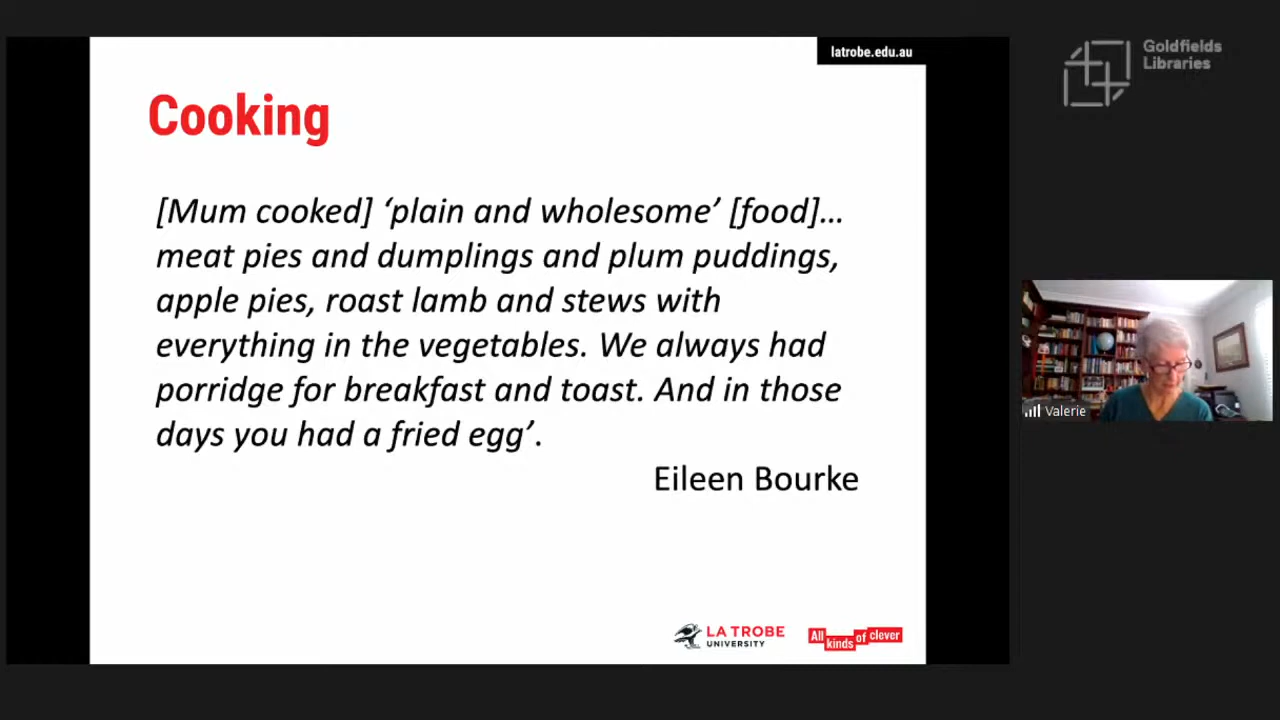 latrobe.edu.au
Goldfields
Libraries
Cooking
[Mum cooked] ‘plain and wholesome’ [food]…
meat pies and dumplings and plum puddings,
apple pies, roast lamb and stews with
everything in the vegetables. We always had
porridge for breakfast and toast. And in those
days you had a fried egg’.
Eileen Bourke
Valerie
LA TROBE
UNIVERSITY
All kinds of clever